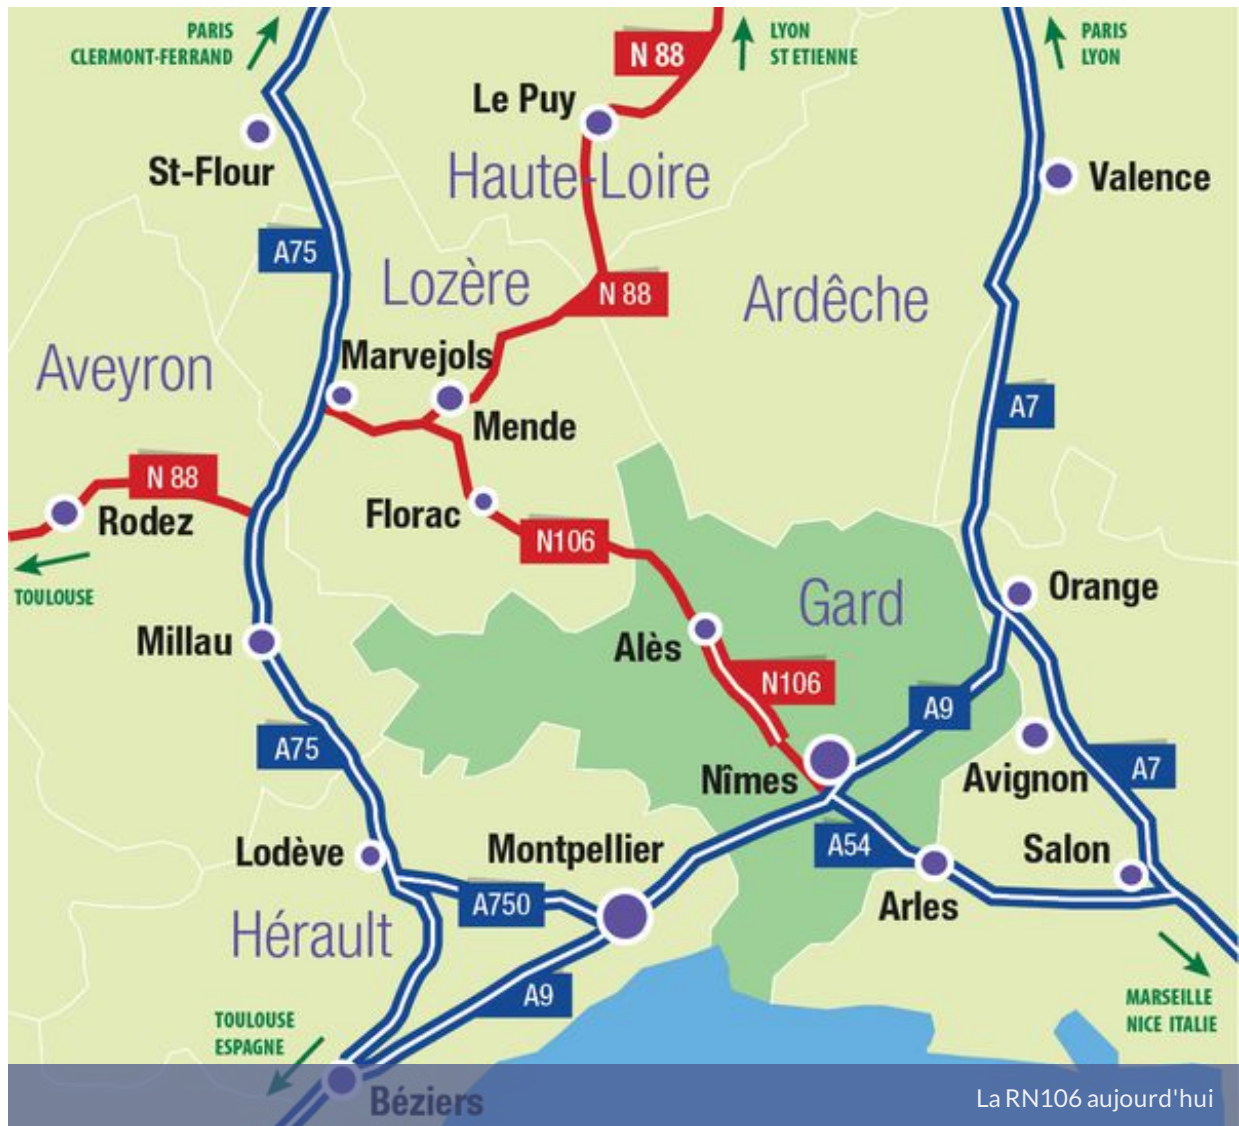 PARIS
CLERMONT-FERRAND
N 88
LYON
ST ETIENNE
PARIS
LYON
Le Puy
St-Flour
Haute-Loire
Valence
A75
Lozère
N 88
Ardêche
Aveyron
Marvejols
A7
Mende
N 88
Rodez
Florac
N106
TOULOUSE
Orange
Gard
Millau
Alès
N106
A9
A75
Nîmes
Avignon
A7
Lodève
Montpellier
A54
Salon
A750
Arles
Hérault
A9
MARSEILLE
NICE ITALIE
TOULOUSE
ESPAGNE
Béziers
La RN106 aujourd'hui